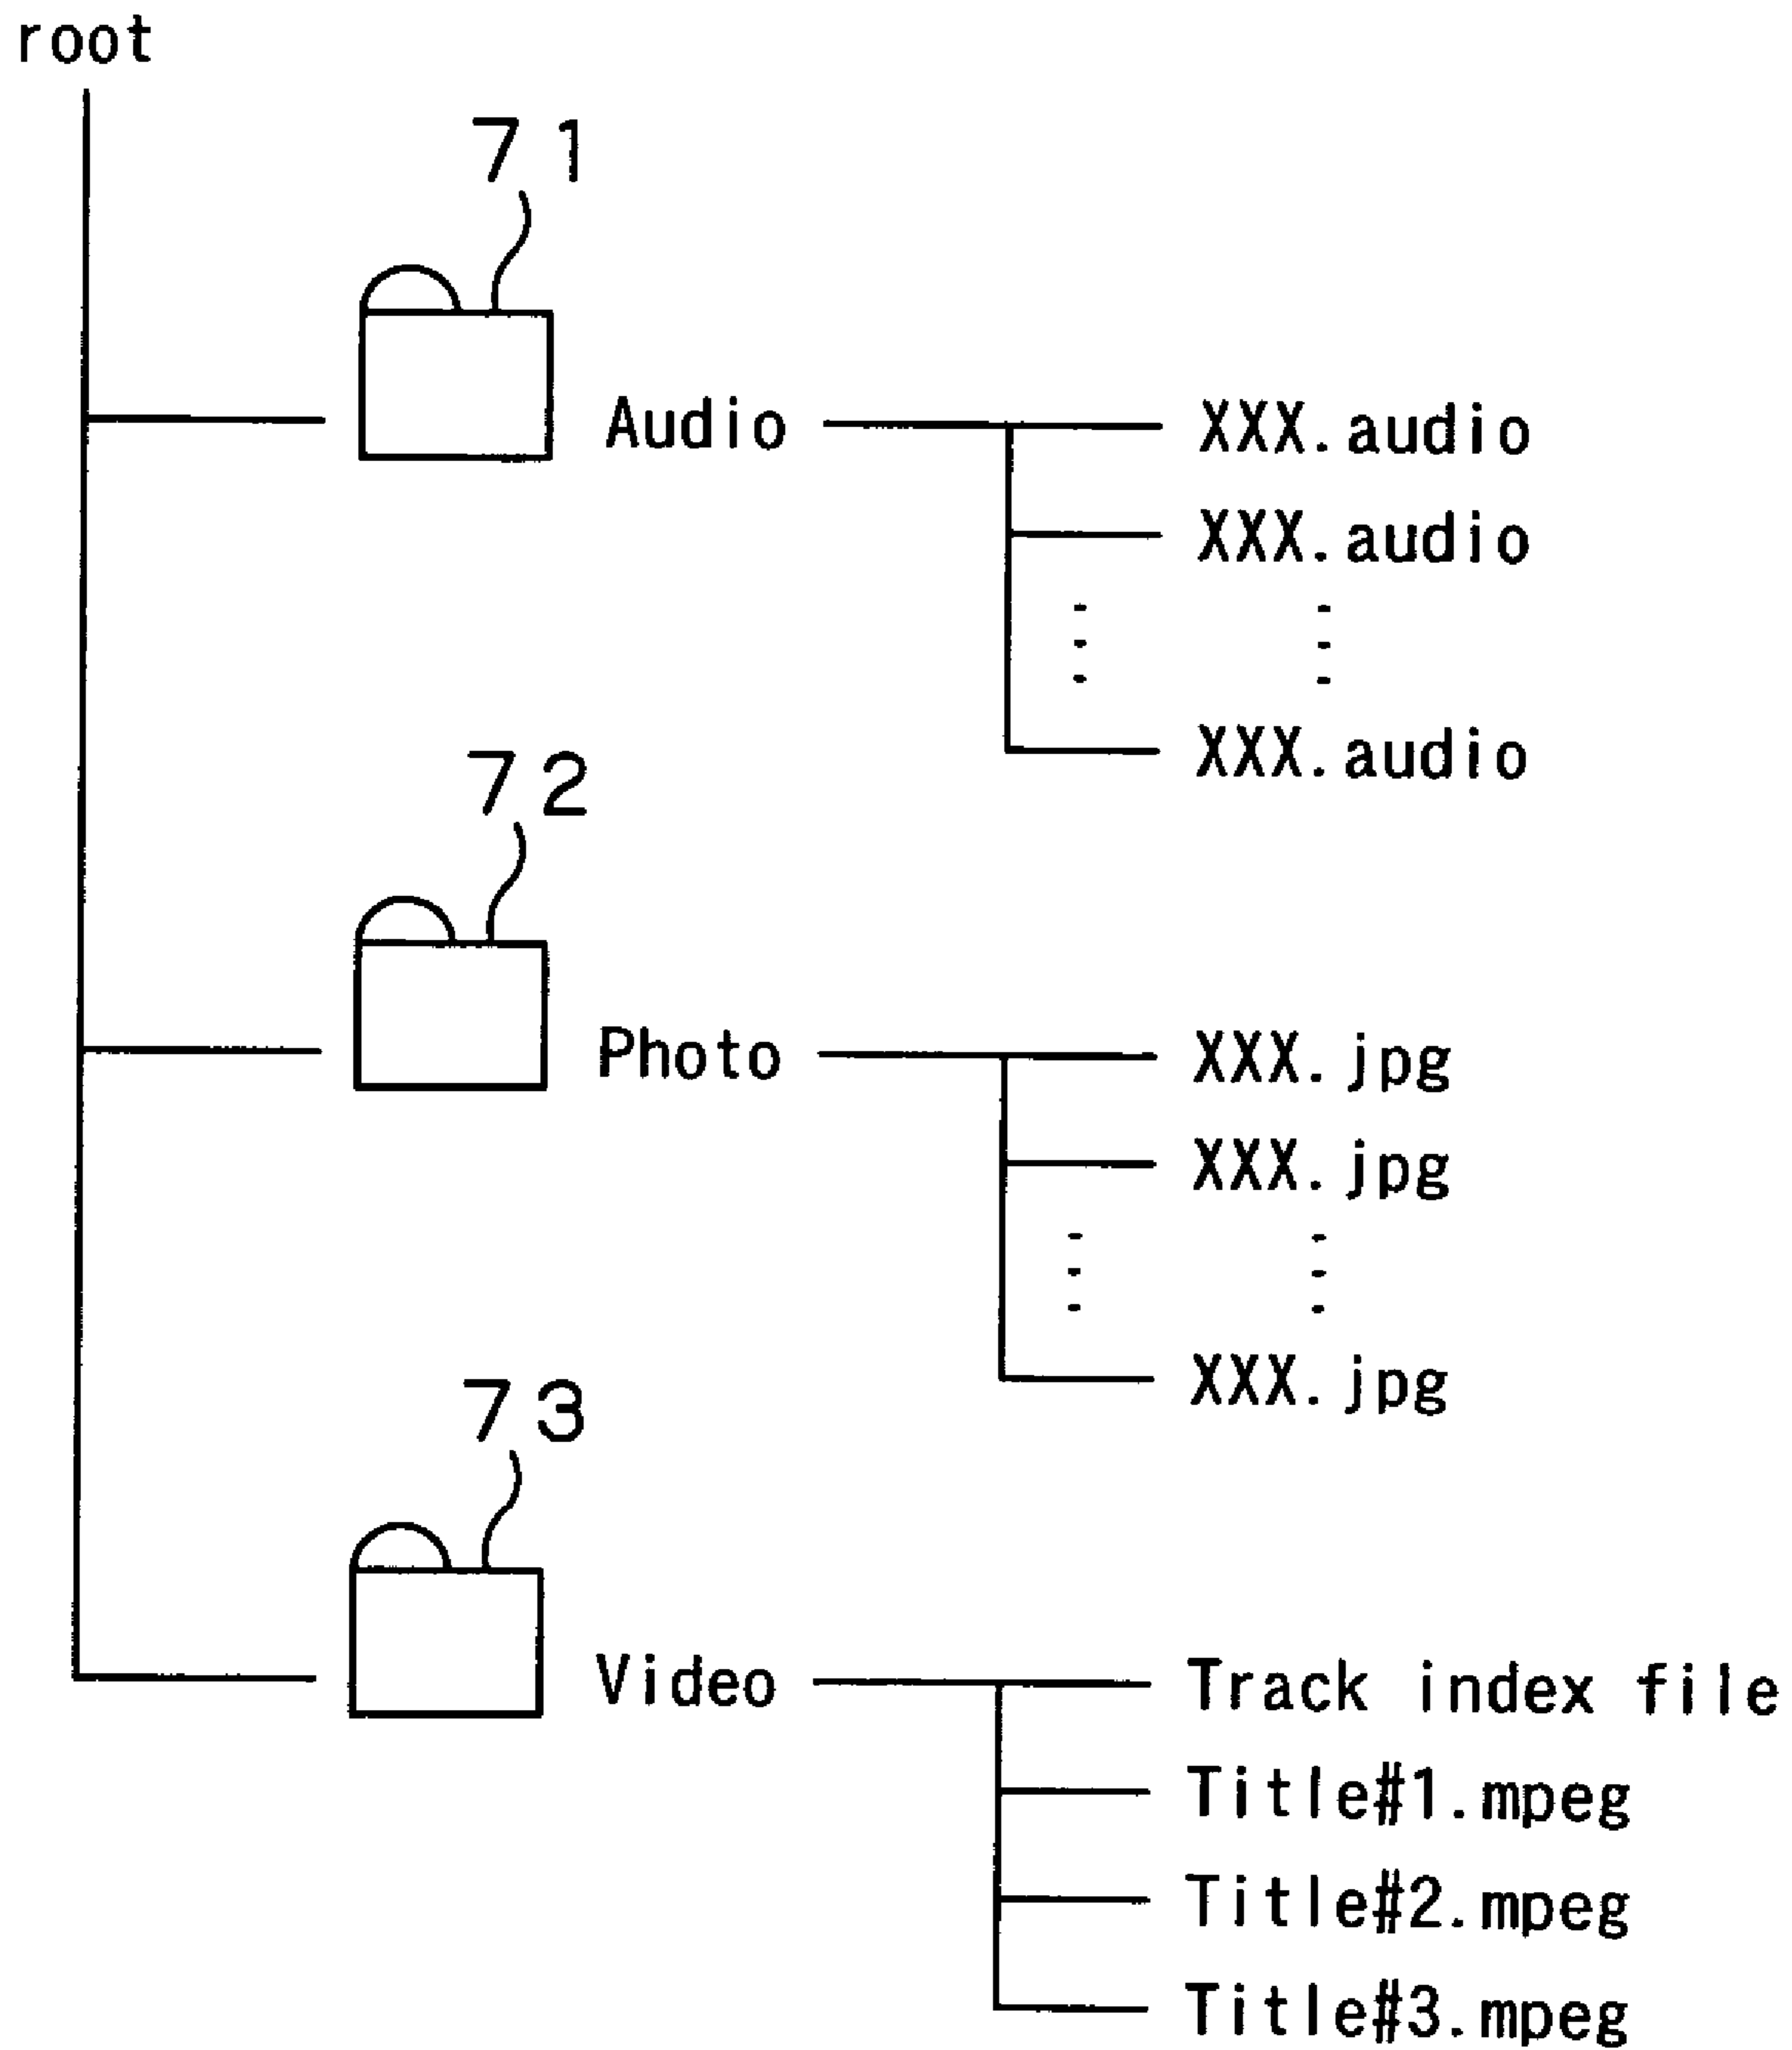 root
71
Audio
XXX.audio
XXX.audio
XXX.audio
72
Photo
XXX.jpg
XXX.jpg
XXX.jpg
73
Video
Track index file
Title#1.mpeg
Title#2.mpeg
Title#3.mpeg